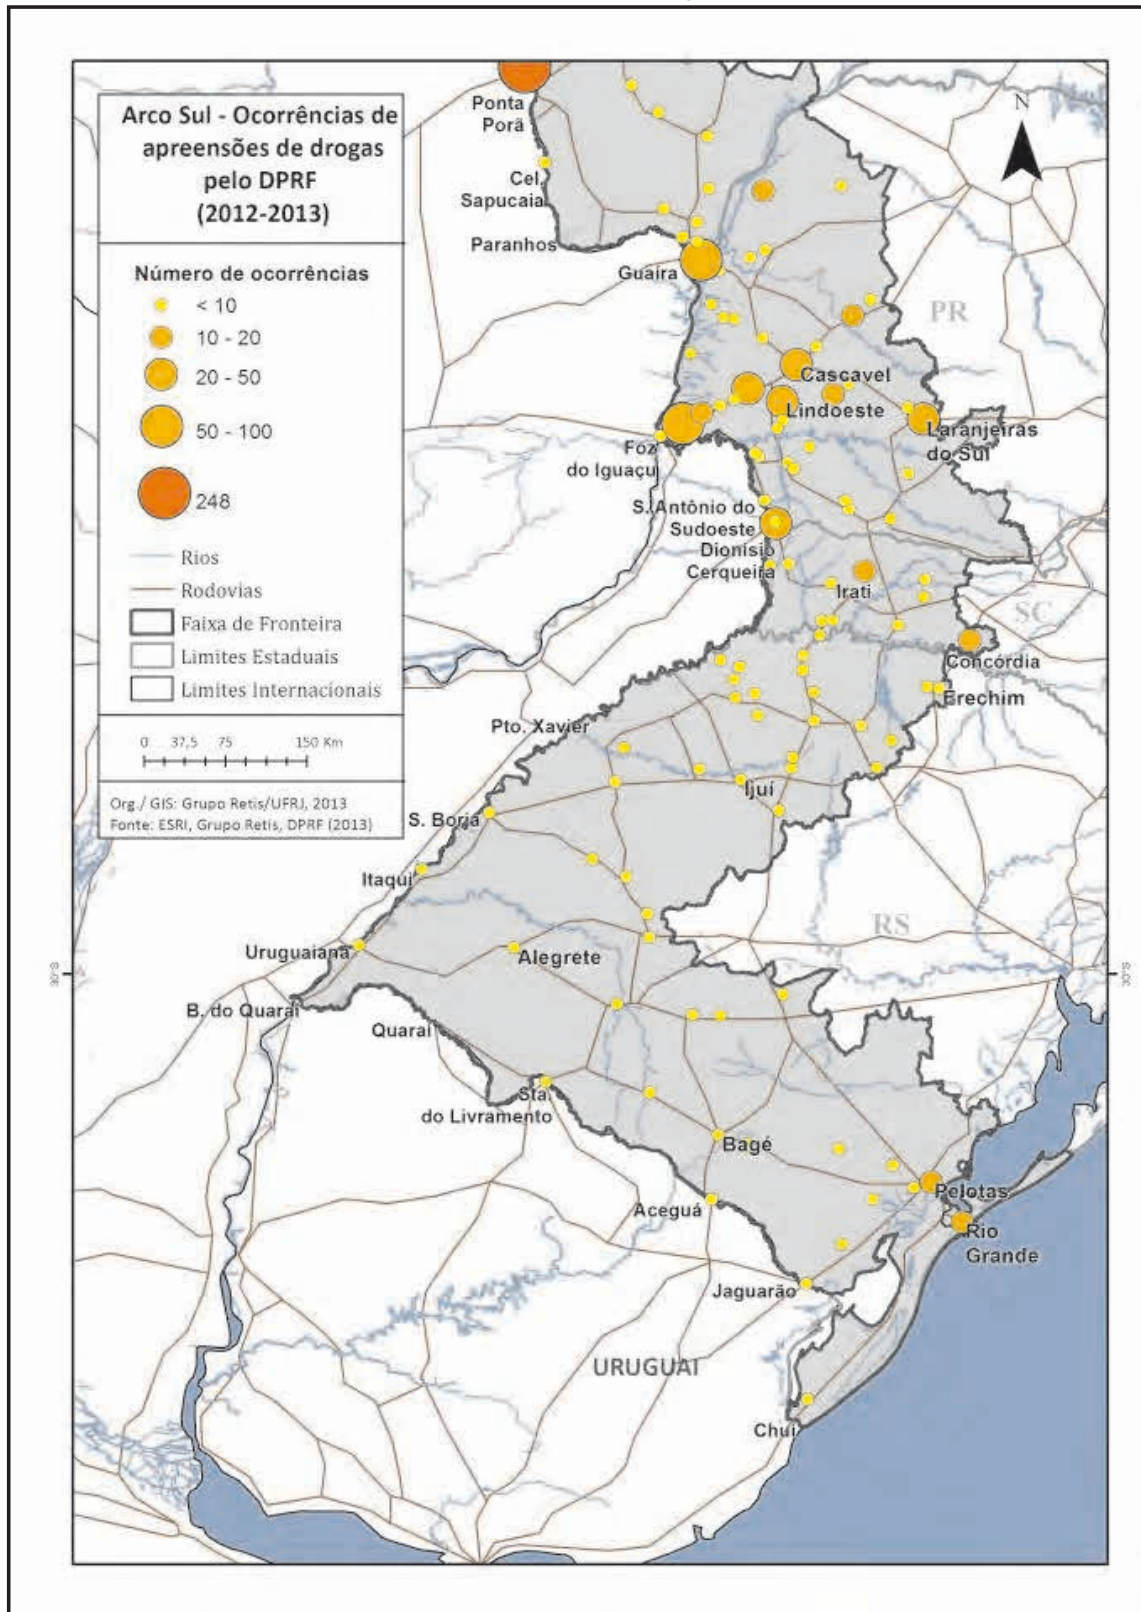 Arco Sul - Ocorrências de
apreensões de drogas
pelo DPRF
(2012-2013)
Número de ocorrências
< 10
10 - 20
20 - 50
50 - 100
248
Rios
Rodovias
Faixa de Fronteira
Limites Estaduais
Limites Internacionais
0 37,5 75 150 Km
Org./ GIS: Grupo Retis/UFRJ, 2013
Fonte: ESRI, Grupo Retis, DPRF (2013)
N
Ponta
Porã
Cel.
Sapucaia
Paranhos
Guaíra
PR
Cascavel
Lindoeste
Laranjeiras
do Sul
Foz
do Iguaçu
S. Antônio do
Sudoeste
Dionísio
Cerqueira
Irati
SC
Concórdia
Erechim
Pto. Xavier
Ijuí
S. Borja
Itaqui
RS
Uruguaiana
Alegrete
30°S
30°S
B. do Quaraí
Quaraí
Sta.
do Livramento
Bagé
Pelotas
Aceguá
Rio
Grande
Jaguarão
URUGUAI
Chuí